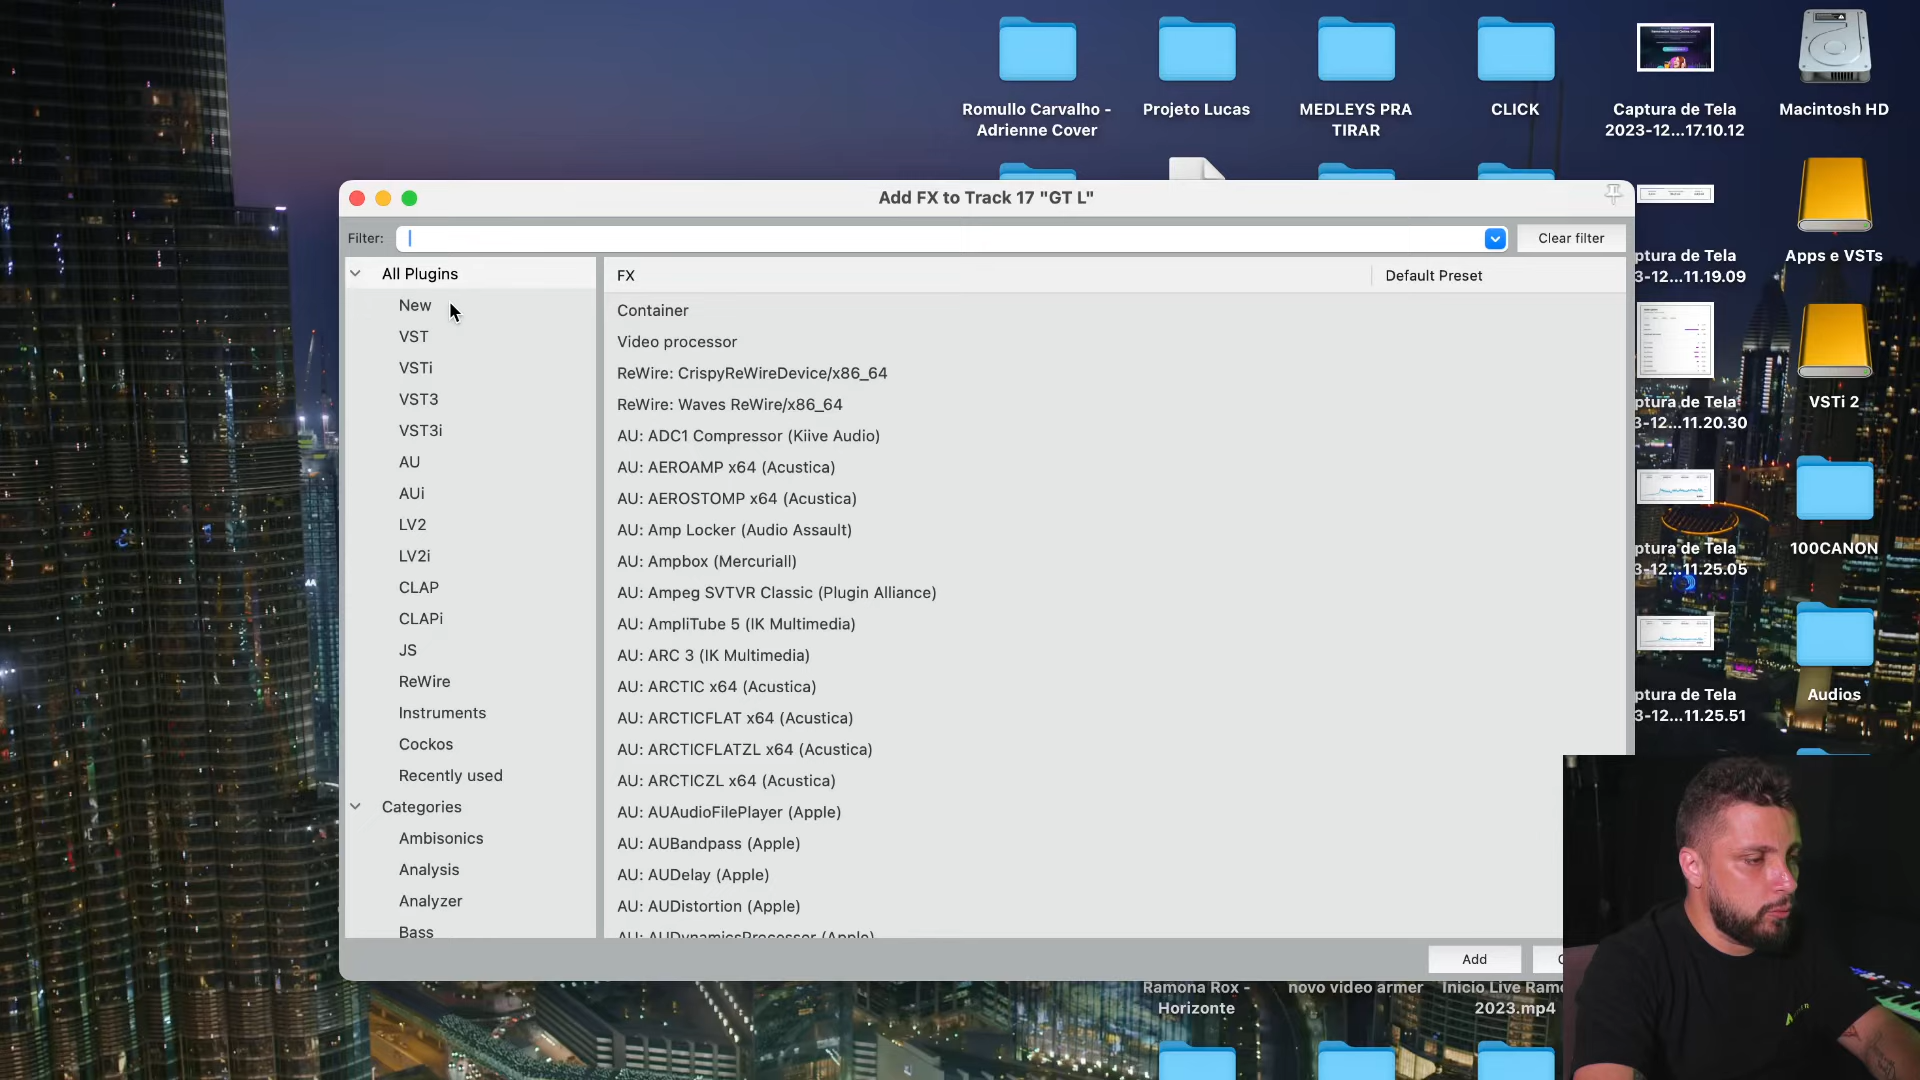 Romullo Carvalho -
Adrienne Cover
Projeto Lucas
MEDLEYS PRA
TIRAR
CLICK
Captura de Tela
2023-12...17.10.12
Macintosh HD
Add FX to Track 17 "GT L"
Filter:
Clear filter
ptura de Tela
3-12...11.19.09
Apps e VSTs
All Plugins
New
VST
VSTi
VST3
VST3i
AU
AUi
LV2
LV2i
CLAP
CLAPi
JS
ReWire
Instruments
Cockos
Recently used
Categories
Ambisonics
Analysis
Analyzer
Bass
FX
Default Preset
Container
Video processor
ReWire: CrispyReWireDevice/x86_64
ReWire: Waves ReWire/x86_64
AU: ADC1 Compressor (Kiive Audio)
AU: AEROAMP x64 (Acustica)
AU: AEROSTOMP x64 (Acustica)
AU: Amp Locker (Audio Assault)
AU: Ampbox (Mercuriall)
AU: Ampeg SVTVR Classic (Plugin Alliance)
AU: AmpliTube 5 (IK Multimedia)
AU: ARC 3 (IK Multimedia)
AU: ARCTIC x64 (Acustica)
AU: ARCTICFLAT x64 (Acustica)
AU: ARCTICFLATZL x64 (Acustica)
AU: ARCTICZL x64 (Acustica)
AU: AUAudioFilePlayer (Apple)
AU: AUBandpass (Apple)
AU: AUDelay (Apple)
AU: AUDistortion (Apple)
AU: AUDynamicsProcessor (Apple)
ptura de Tela
3-12...11.20.30
VSTi 2
ptura de Tela
3-12...11.25.05
100CANON
ptura de Tela
3-12...11.25.51
Audios
Add
Ramona Rox -
Horizonte
novo video armer
Inicio Live Ram
2023.mp4